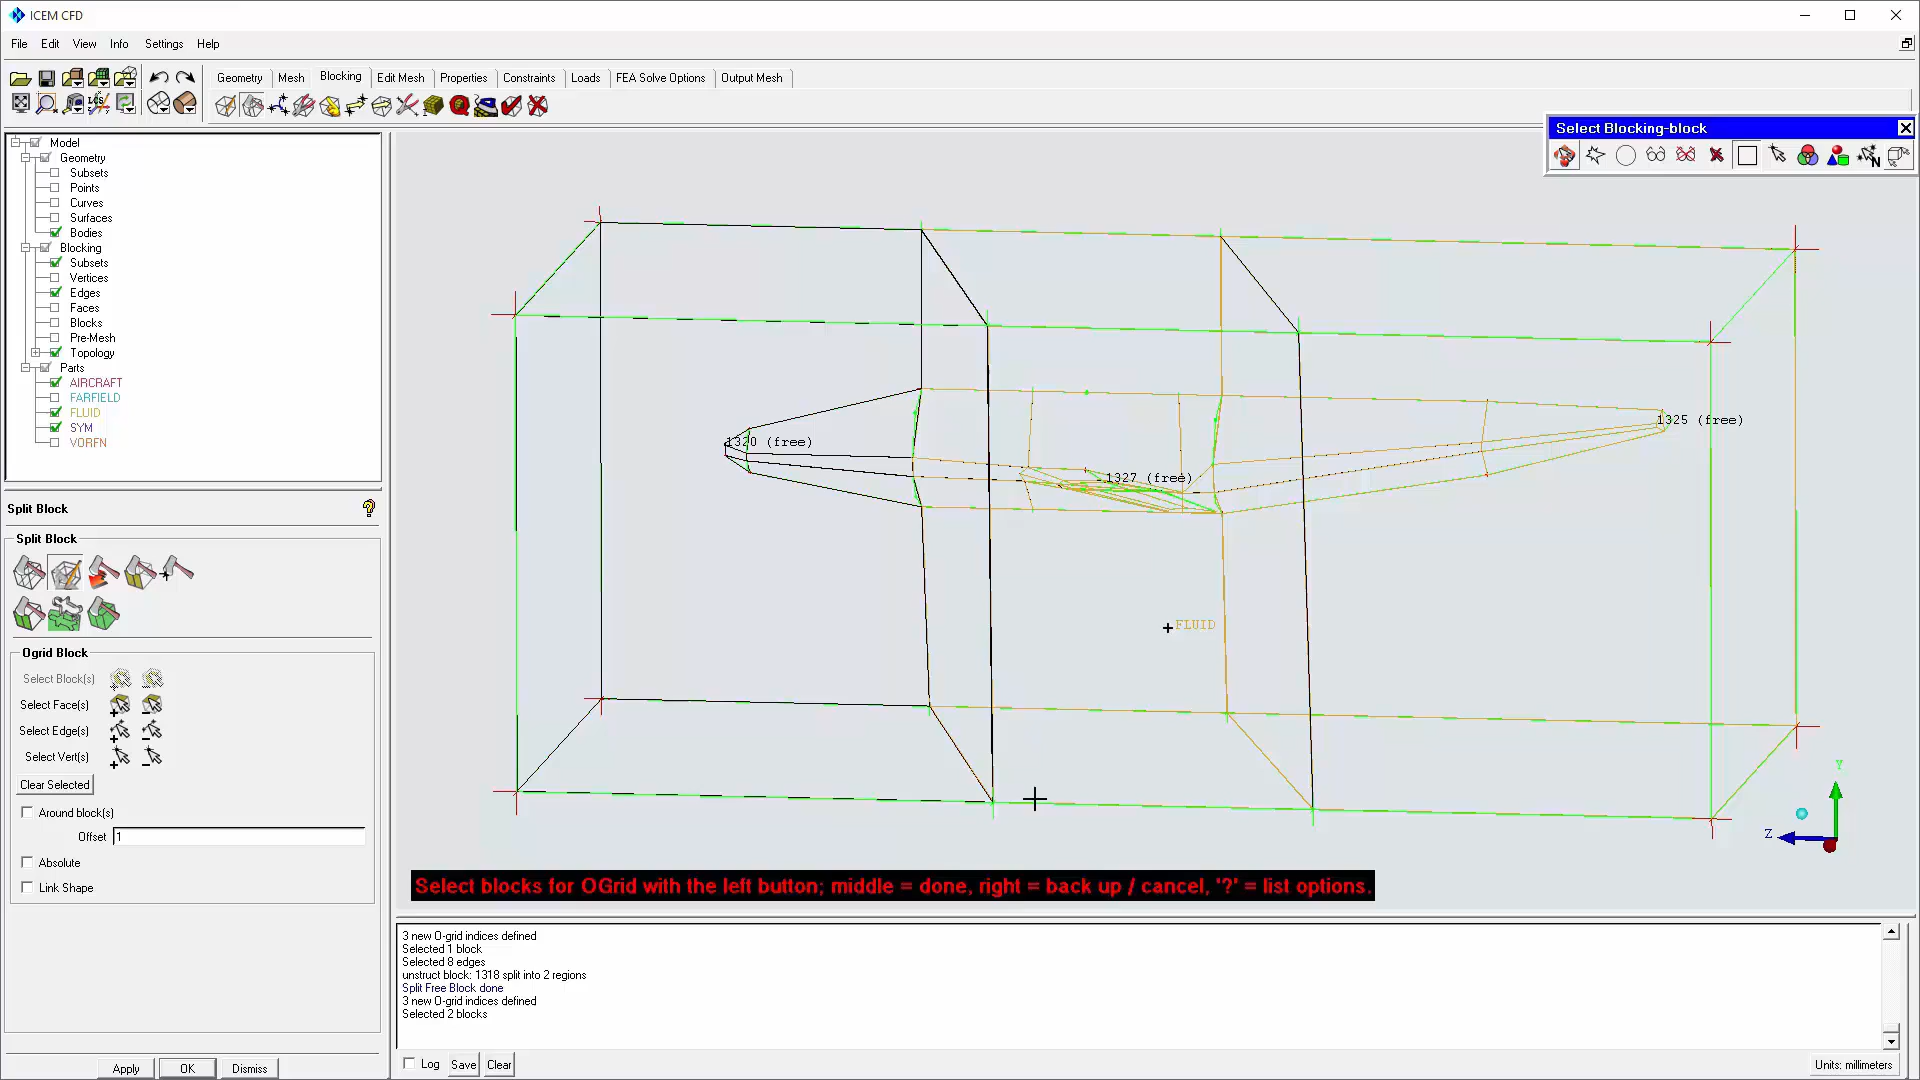 ICEM CFD
File Edit View Info Settings Help
Geometry Mesh Blocking Edit Mesh Properties Constraints Loads FEA Solve Options Output Mesh
Select Blocking-block
Model
Geometry
Subsets
Points
Curves
Surfaces
Bodies
Blocking
Subsets
Vertices
Edges
Faces
Blocks
Pre-Mesh
Topology
Parts
AIRCRAFT
FARFIELD
FLUID
SYM
VORFN
Split Block
Split Block
Ogrid Block
Select Block(s)
Select Face(s)
Select Edge(s)
Select Vert(s)
Clear Selected
Around block(s)
Offset 1
Absolute
Link Shape
Apply OK Dismiss
1320 (free)
1325 (free)
1327 (free)
FLUID
Y
Z
Select blocks for OGrid with the left button; middle = done, right = back up / cancel, '?' = list options.
3 new O-grid indices defined
Selected 1 block
Selected 8 edges
unstruct block: 1318 split into 2 regions
Split Free Block done
3 new O-grid indices defined
Selected 2 blocks
Log Save Clear
Units: millimeters